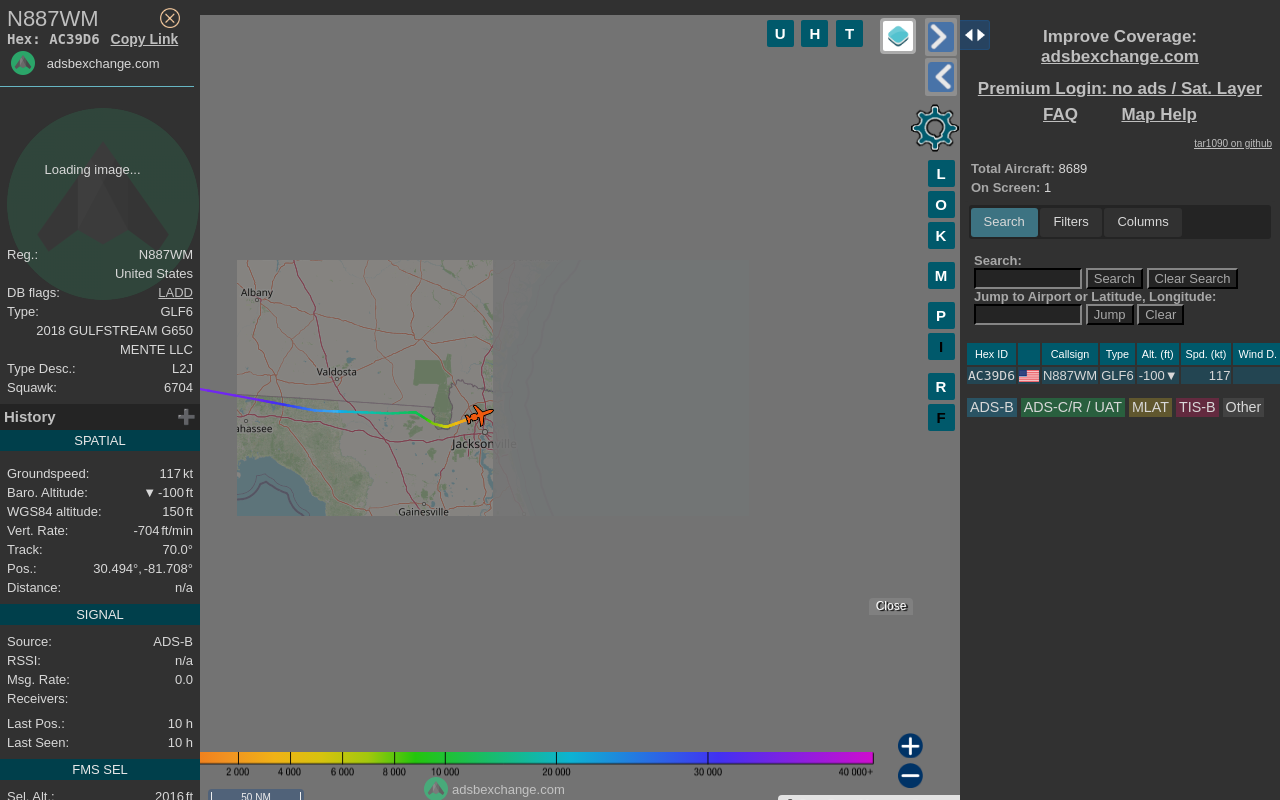 N887WM
Hex: AC39D6 Copy Link
adsbexchange.com
Loading image...
Reg.: N887WM
United States
DB flags: LADD
Type: GLF6
2018 GULFSTREAM G650
MENTE LLC
Type Desc.: L2J
Squawk: 6704
History
SPATIAL
Groundspeed: 117 kt
Baro. Altitude: ▼ -100 ft
WGS84 altitude: 150 ft
Vert. Rate: -704 ft/min
Track: 70.0°
Pos.: 30.494°, -81.708°
Distance: n/a
SIGNAL
Source: ADS-B
RSSI: n/a
Msg. Rate: 0.0
Receivers:
Last Pos.: 10 h
Last Seen: 10 h
FMS SEL
Sel. Alt.: 2016 ft
U H T
L
O
K
M
P
I
R
F
Albany
Valdosta
ahassee
Jacksonville
Gainesville
Close
2 000 4 000 6 000 8 000 10 000 20 000 30 000 40 000+
adsbexchange.com
50 NM
Improve Coverage:
adsbexchange.com
Premium Login: no ads / Sat. Layer
FAQ Map Help
tar1090 on github
Total Aircraft: 8689
On Screen: 1
Search Filters Columns
Search:
Search Clear Search
Jump to Airport or Latitude, Longitude:
Jump Clear
Hex ID Callsign Type Alt. (ft) Spd. (kt) Wind D.
AC39D6 N887WM GLF6 -100▼ 117
ADS-B ADS-C/R / UAT MLAT TIS-B Other